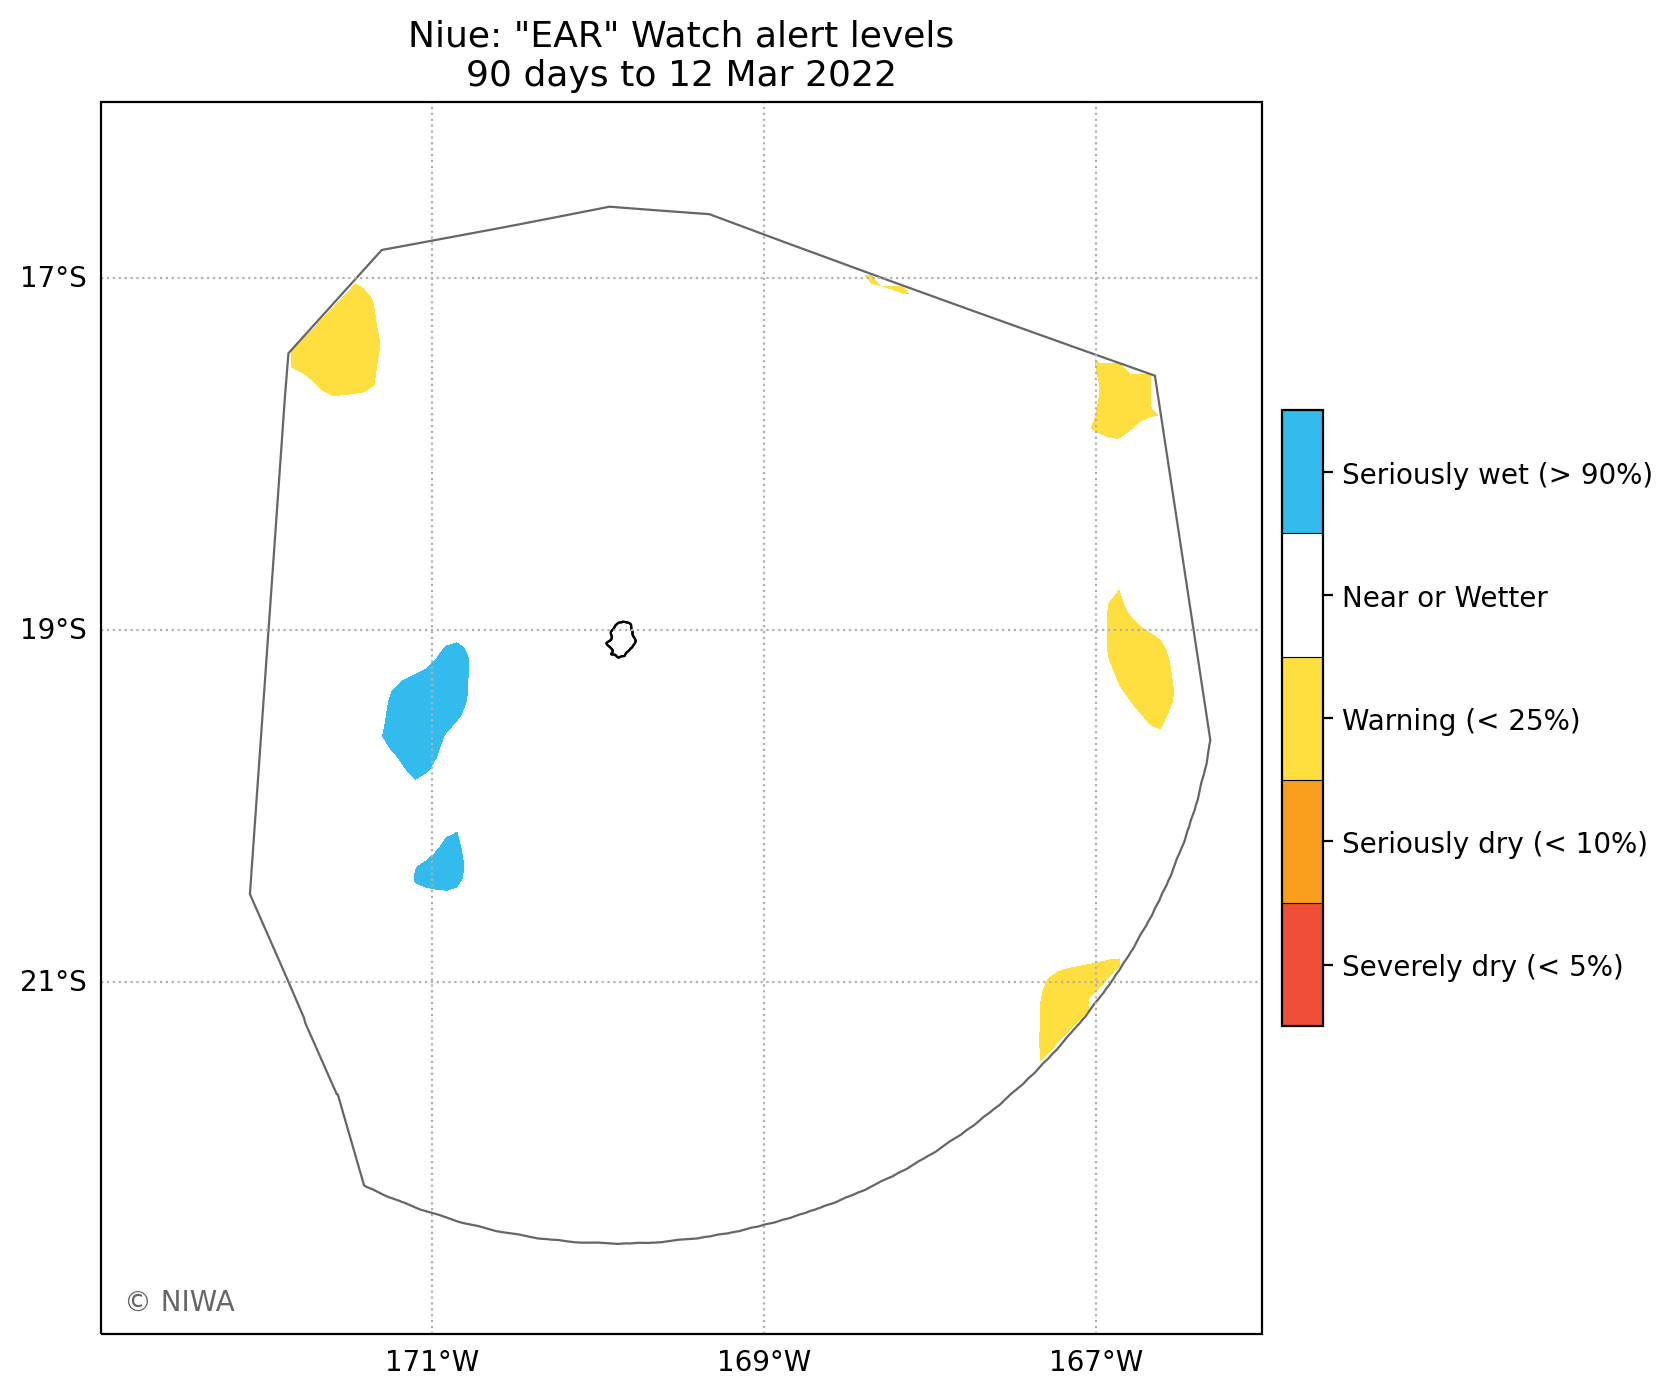 Niue: "EAR" Watch alert levels
90 days to 12 Mar 2022
17°S
19°S
21°S
171°W
169°W
167°W
© NIWA
Seriously wet (> 90%)
Near or Wetter
Warning (< 25%)
Seriously dry (< 10%)
Severely dry (< 5%)